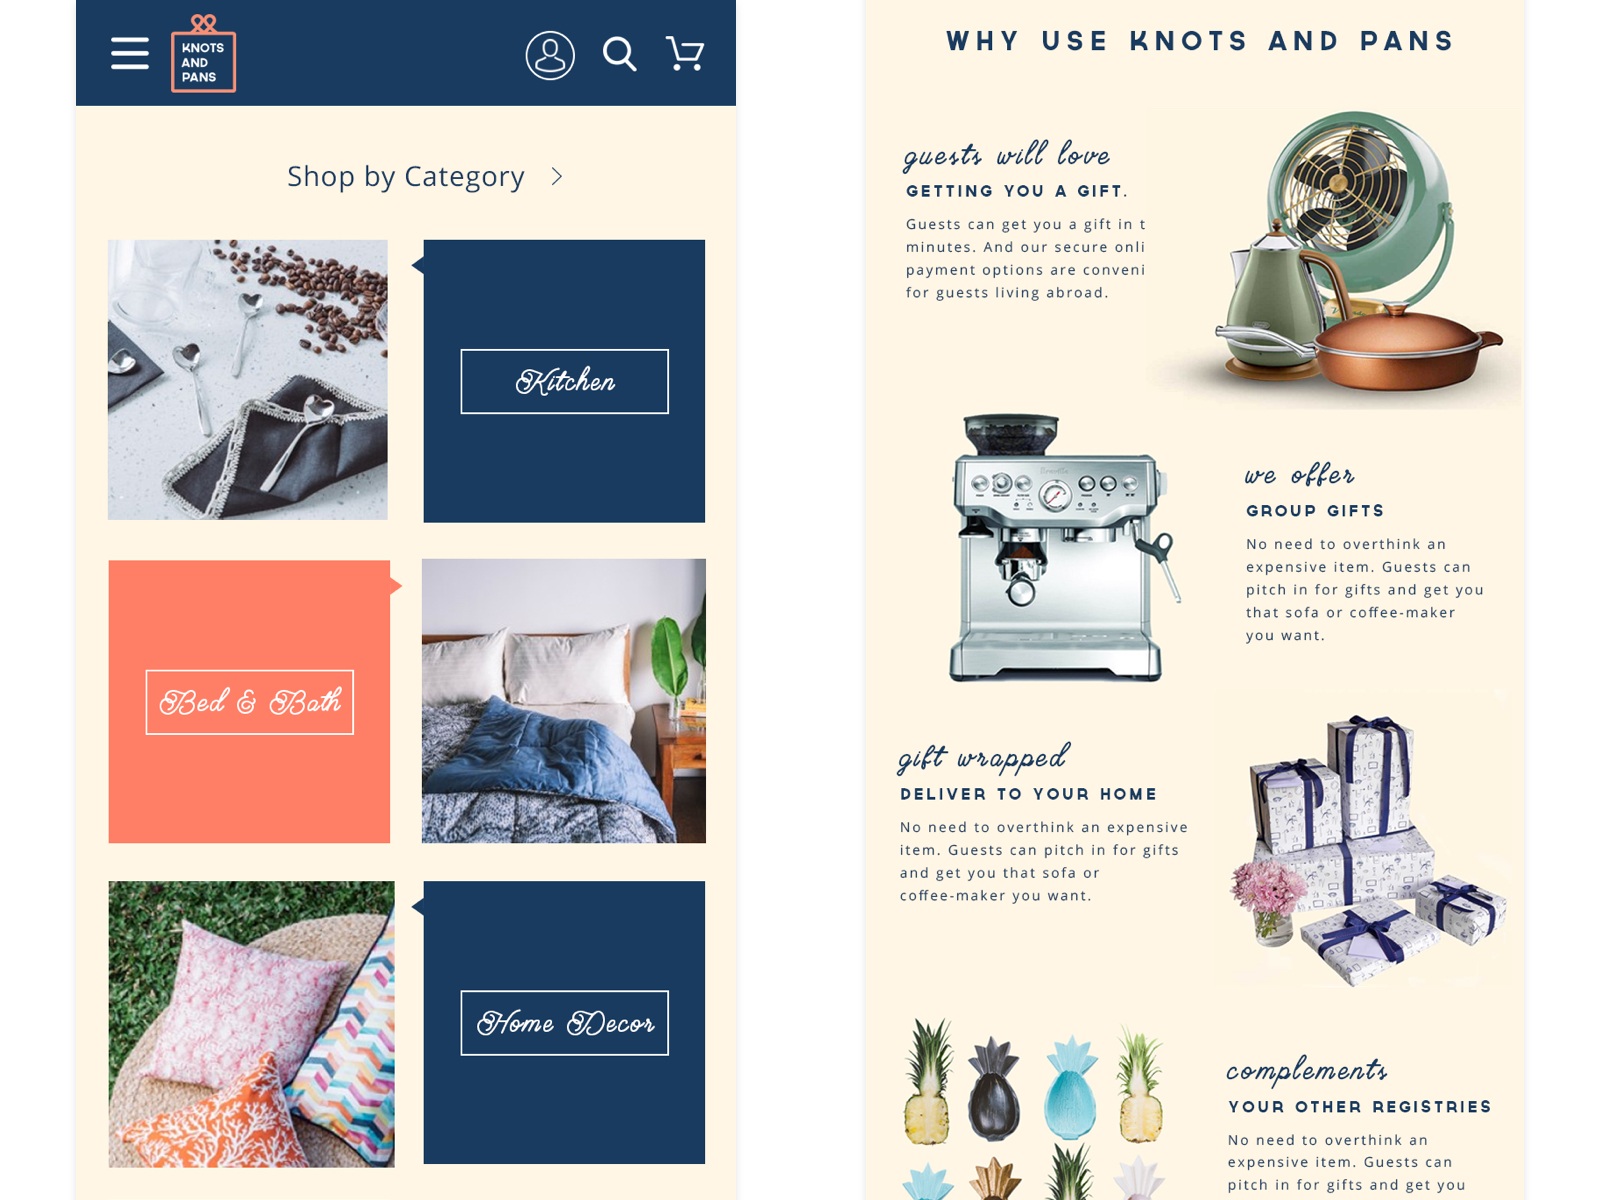 KNOTS
AND
PANS
Shop by Category
Kitchen
Bed & Bath
Home Decor
WHY USE KNOTS AND PANS
guests will love
GETTING YOU A GIFT.
Guests can get you a gift in t
minutes. And our secure onli
payment options are conveni
for guests living abroad.
we offer
GROUP GIFTS
No need to overthink an
expensive item. Guests can
pitch in for gifts and get you
that sofa or coffee-maker
you want.
gift wrapped
DELIVER TO YOUR HOME
No need to overthink an expensive
item. Guests can pitch in for gifts
and get you that sofa or
coffee-maker you want.
complements
YOUR OTHER REGISTRIES
No need to overthink an
expensive item. Guests can
pitch in for gifts and get you